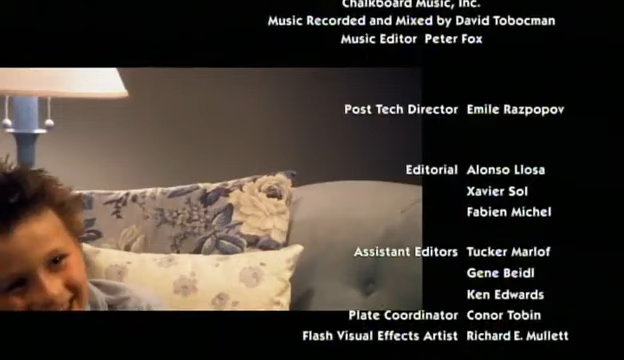 Chalkboard Music, Inc.
Music Recorded and Mixed by David Tobocman
Music Editor Peter Fox
Post Tech Director Emile Razpopov
Editorial Alonso Llosa
Xavier Sol
Fabien Michel
Assistant Editors Tucker Marlof
Gene Beidl
Ken Edwards
Plate Coordinator Conor Tobin
Flash Visual Effects Artist Richard E. Mullett